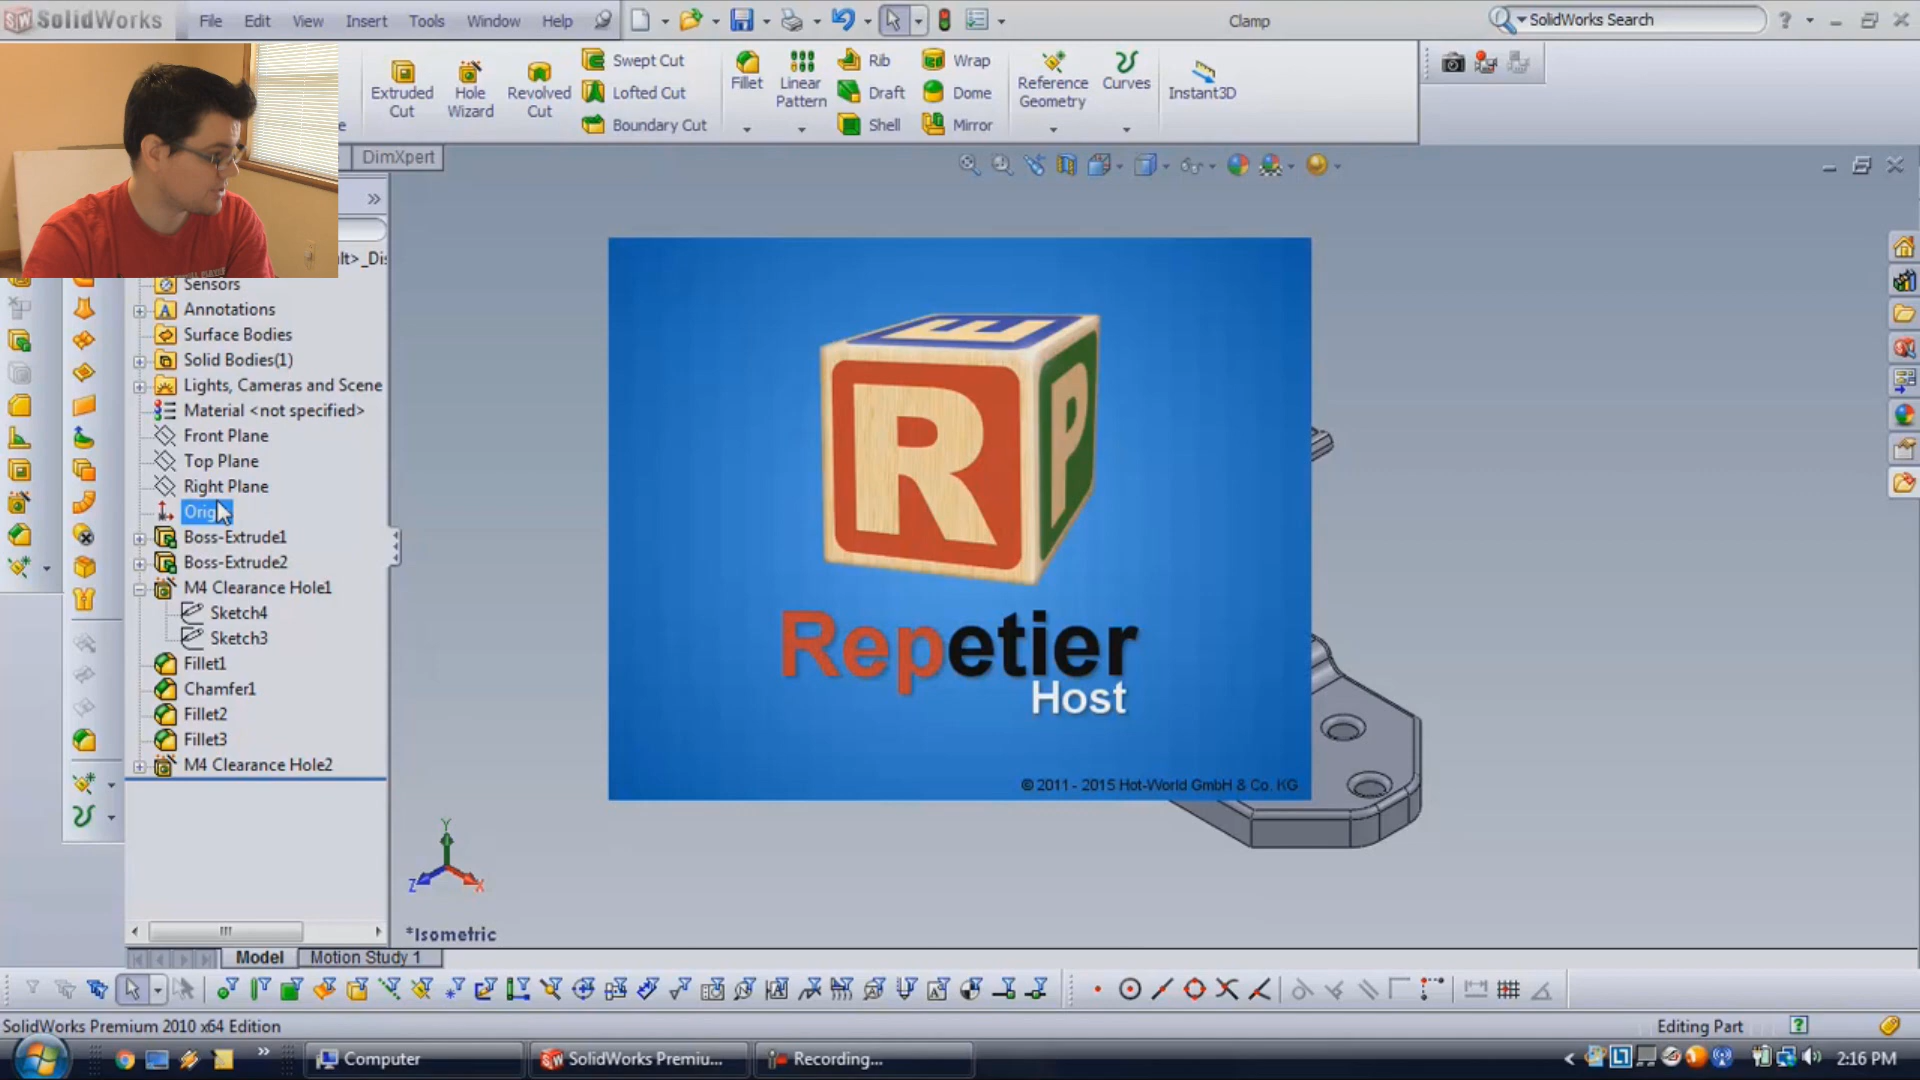 SolidWorks File Edit View Insert Tools Window Help Clamp SolidWorks Search
Extruded Cut
Hole Wizard
Revolved Cut
Swept Cut
Lofted Cut
Boundary Cut
Fillet
Linear Pattern
Rib
Draft
Shell
Wrap
Dome
Mirror
Reference Geometry
Curves
Instant3D
DimXpert
Sensors
Annotations
Surface Bodies
Solid Bodies(1)
Lights, Cameras and Scene
Material <not specified>
Front Plane
Top Plane
Right Plane
Boss-Extrude1
Boss-Extrude2
M4 Clearance Hole1
Sketch4
Sketch3
Fillet1
Chamfer1
Fillet2
Fillet3
M4 Clearance Hole2
E
R P
Repetier
Host
© 2011 - 2015 Hot-World GmbH & Co. KG
Y
Z X
*Isometric
Model Motion Study 1
SolidWorks Premium 2010 x64 Edition Editing Part
Computer SolidWorks Premiu... Recording... 2:16 PM